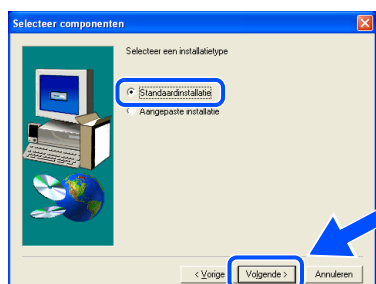 Selecteer componenten
Selecteer een installatietype
Standaardinstallatie
Aangepaste installatie
< Vorige
Volgende >
Annuleren